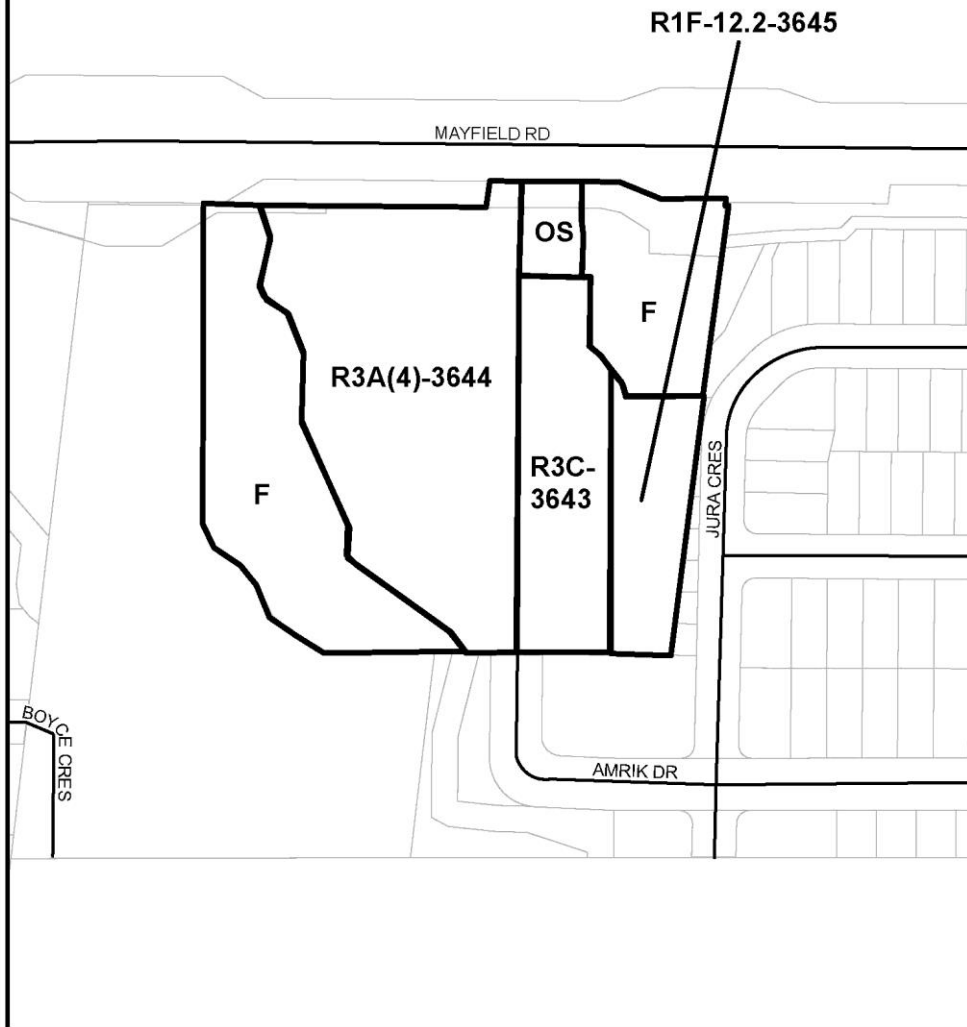 R1F-12.2-3645
MAYFIELD RD
OS
F
R3A(4)-3644
R3C-
3643
F
JURA CRES
BOYCE CRES
AMRIK DR